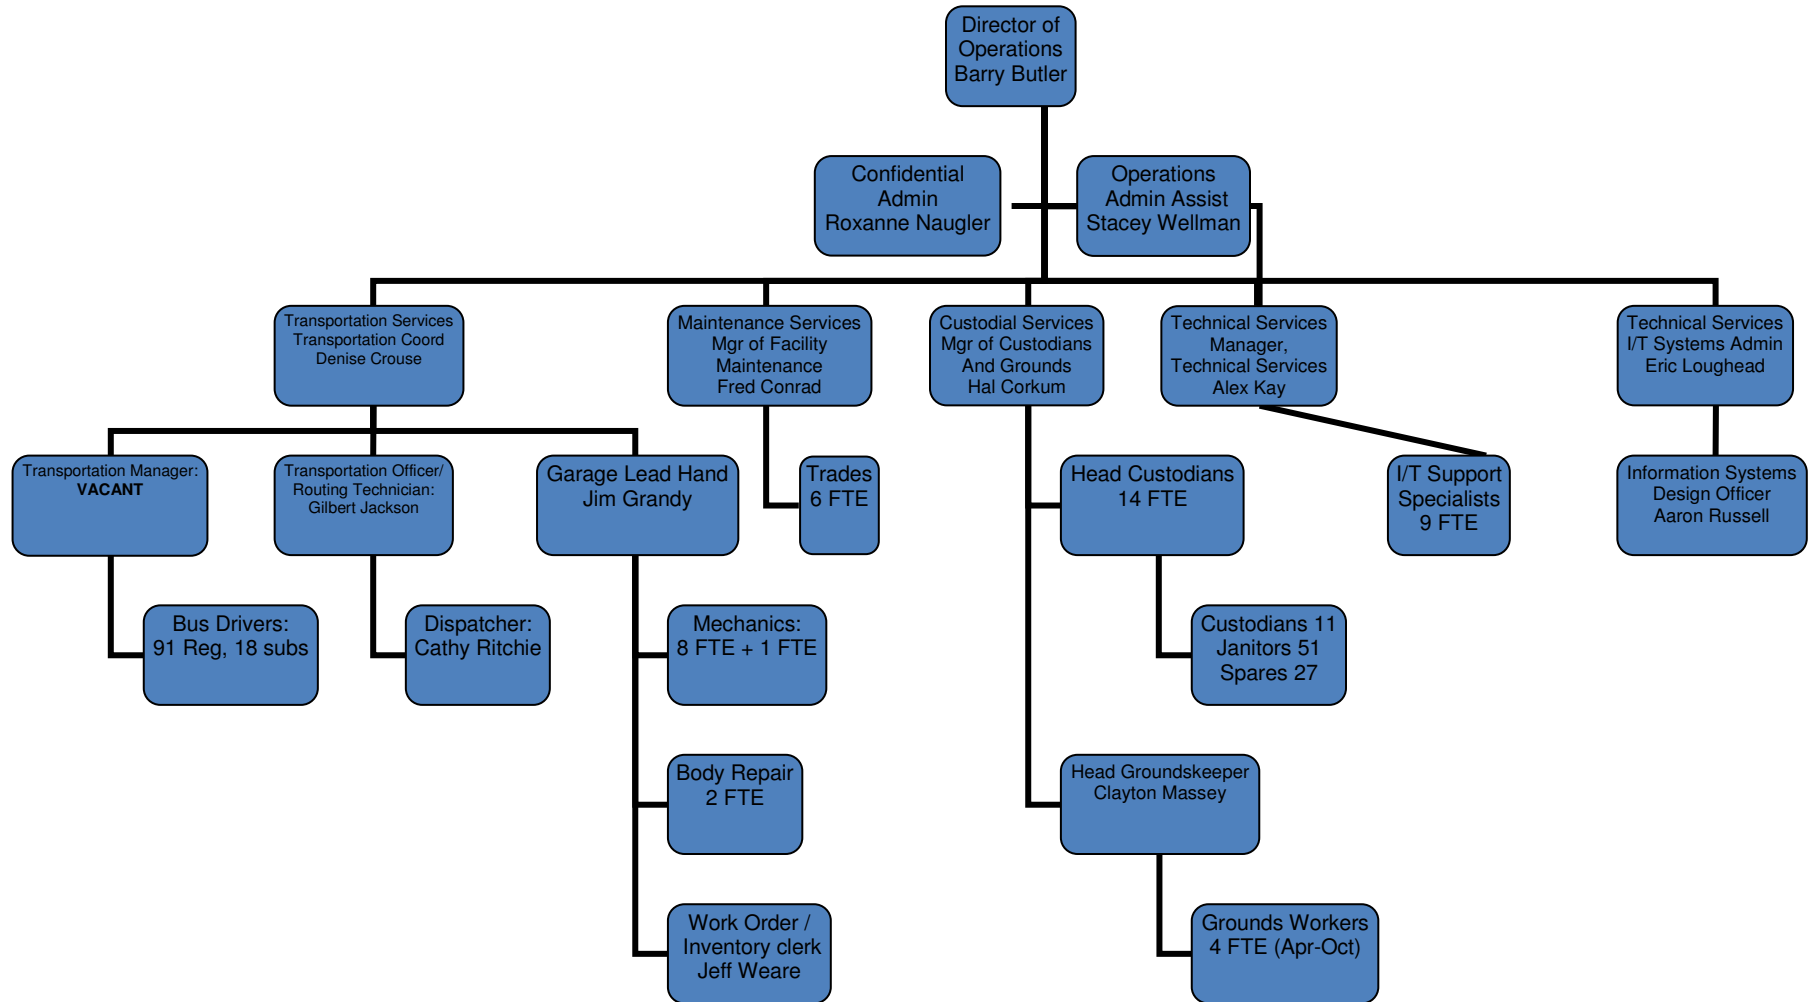 Director of
Operations
Barry Butler
Confidential
Admin
Roxanne Naugler
Operations
Admin Assist
Stacey Wellman
Transportation Services
Transportation Coord
Denise Crouse
Maintenance Services
Mgr of Facility
Maintenance
Fred Conrad
Custodial Services
Mgr of Custodians
And Grounds
Hal Corkum
Technical Services
Manager,
Technical Services
Alex Kay
Technical Services
I/T Systems Admin
Eric Loughead
Transportation Manager:
VACANT
Transportation Officer/
Routing Technician:
Gilbert Jackson
Garage Lead Hand
Jim Grandy
Trades
6 FTE
Head Custodians
14 FTE
I/T Support
Specialists
9 FTE
Information Systems
Design Officer
Aaron Russell
Bus Drivers:
91 Reg, 18 subs
Dispatcher:
Cathy Ritchie
Mechanics:
8 FTE + 1 FTE
Custodians 11
Janitors 51
Spares 27
Body Repair
2 FTE
Head Groundskeeper
Clayton Massey
Work Order /
Inventory clerk
Jeff Weare
Grounds Workers
4 FTE (Apr-Oct)